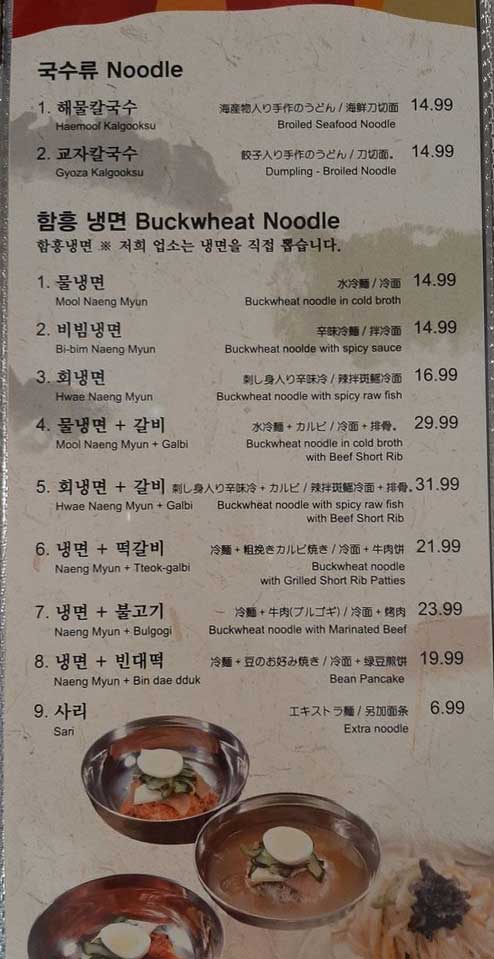 국수류 Noodle
1. 해물칼국수 海産物入り手作のうどん / 海鮮刀切面 14.99
Haemool Kalgooksu Broiled Seafood Noodle
2. 교자칼국수 餃子入り手作のうどん / 刀切面。 14.99
Gyoza Kalgooksu Dumpling - Broiled Noodle
함흥 냉면 Buckwheat Noodle
함흥냉면 ※ 저희 업소는 냉면을 직접 뽑습니다.
1. 물냉면 水冷麵 / 冷面 14.99
Mool Naeng Myun Buckwheat noodle in cold broth
2. 비빔냉면 辛味冷麵 / 拌冷面 14.99
Bi-bim Naeng Myun Buckwheat noolde with spicy sauce
3. 회냉면 刺し身入り辛味冷 / 辣拌斑鰩冷面 16.99
Hwae Naeng Myun Buckwheat noodle with spicy raw fish
4. 물냉면 + 갈비 水冷麵 + カルビ / 冷面 + 排骨。 29.99
Mool Naeng Myun + Galbi Buckwheat noodle in cold broth
with Beef Short Rib
5. 회냉면 + 갈비 刺し身入り辛味冷 + カルビ / 辣拌斑鰩冷面 + 排骨。 31.99
Hwae Naeng Myun + Galbi Buckwheat noodle with spicy raw fish
with Beef Short Rib
6. 냉면 + 떡갈비 冷麵 + 粗挽きカルビ焼き / 冷面 + 牛肉饼 21.99
Naeng Myun + Tteok-galbi Buckwheat noodle
with Grilled Short Rib Patties
7. 냉면 + 불고기 冷麵 + 牛肉(プルゴギ) / 冷面 + 烤肉 23.99
Naeng Myun + Bulgogi Buckwheat noodle with Marinated Beef
8. 냉면 + 빈대떡 冷麵 + 豆のお好み焼き / 冷面 + 绿豆煎饼 19.99
Naeng Myun + Bin dae dduk Bean Pancake
9. 사리 エキストラ麵 / 另加面条 6.99
Sari Extra noodle